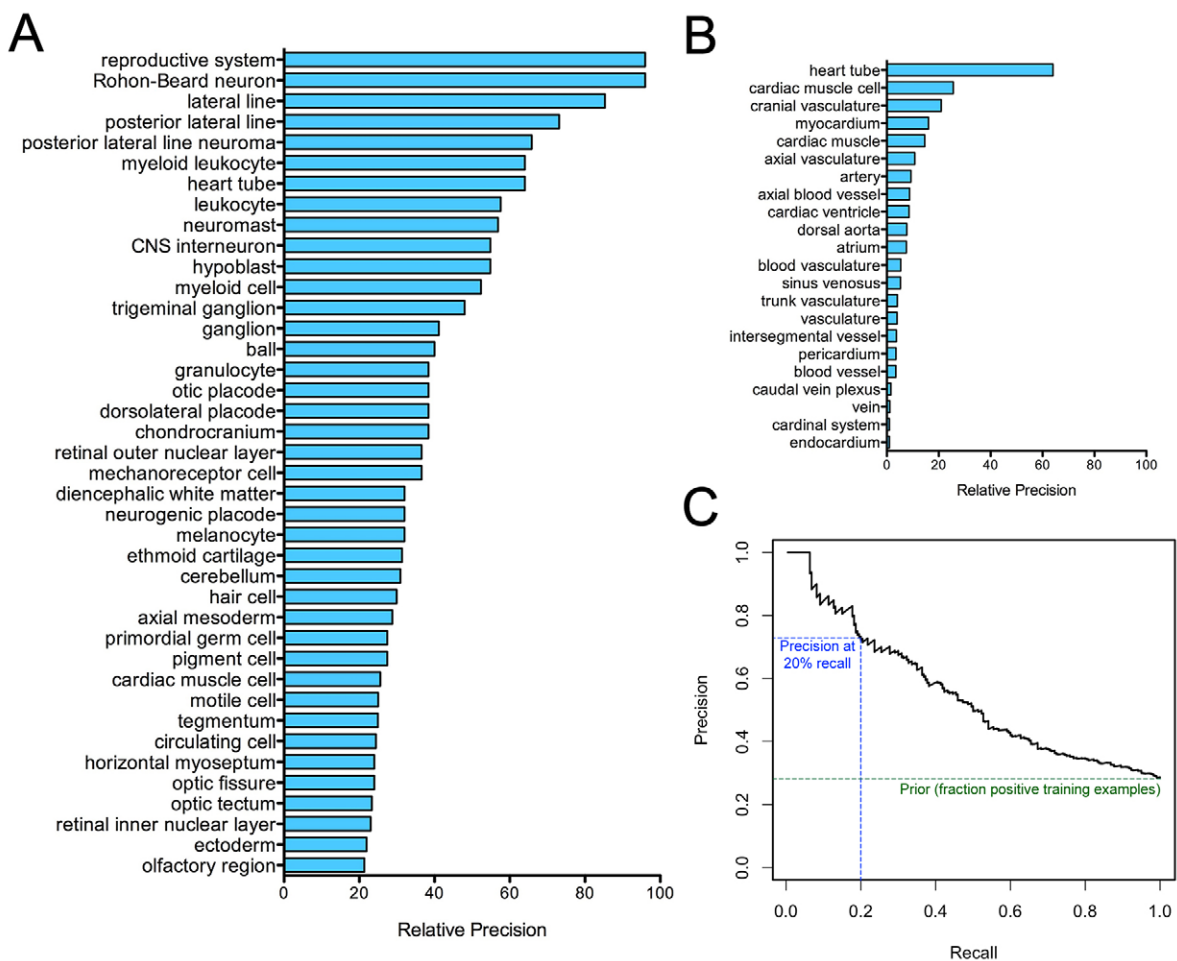 A
reproductive system
Rohon-Beard neuron
lateral line
posterior lateral line
posterior lateral line neuroma
myeloid leukocyte
heart tube
leukocyte
neuromast
CNS interneuron
hypoblast
myeloid cell
trigeminal ganglion
ganglion
ball
granulocyte
otic placode
dorsolateral placode
chondrocranium
retinal outer nuclear layer
mechanoreceptor cell
diencephalic white matter
neurogenic placode
melanocyte
ethmoid cartilage
cerebellum
hair cell
axial mesoderm
primordial germ cell
pigment cell
cardiac muscle cell
motile cell
tegmentum
circulating cell
horizontal myoseptum
optic fissure
optic tectum
retinal inner nuclear layer
ectoderm
olfactory region
0 20 40 60 80 100
Relative Precision
B
heart tube
cardiac muscle cell
cranial vasculature
myocardium
cardiac muscle
axial vasculature
artery
axial blood vessel
cardiac ventricle
dorsal aorta
atrium
blood vasculature
sinus venosus
trunk vasculature
vasculature
intersegmental vessel
pericardium
blood vessel
caudal vein plexus
vein
cardinal system
endocardium
0 20 40 60 80 100
Relative Precision
C
Precision
1.0
0.8
0.6
0.4
0.2
0.0
Precision at
20% recall
Prior (fraction positive training examples)
0.0 0.2 0.4 0.6 0.8 1.0
Recall